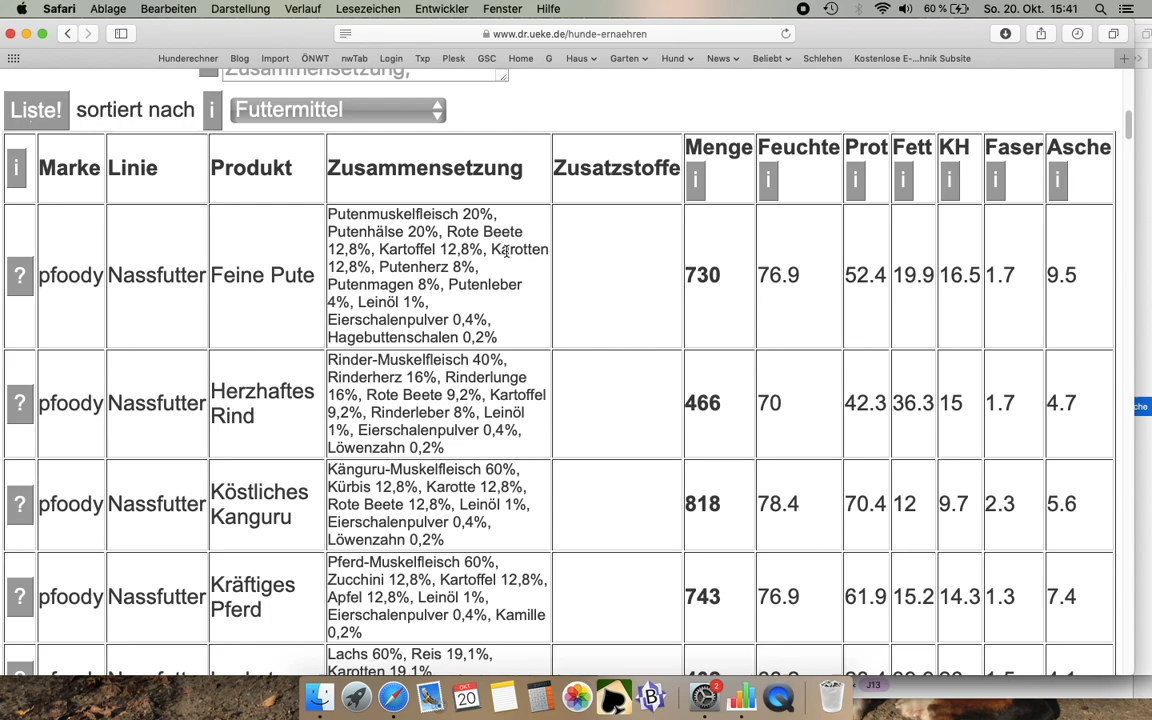 Safari Ablage Bearbeiten Darstellung Verlauf Lesezeichen Entwickler Fenster Hilfe 60 % So. 20. Okt. 15:41
www.dr.ueke.de/hunde-ernaehren
Hunderechner Blog Import ÖNWT nwTab Login Txp Plesk GSC Home G Haus Garten Hund News Beliebt Schlehen Kostenlose E-...hnik Subsite
Zusammensetzung,
Liste! sortiert nach i Futtermittel
i Marke Linie Produkt Zusammensetzung Zusatzstoffe Menge i Feuchte i Prot i Fett i KH i Faser i Asche i
? pfoody Nassfutter Feine Pute
Putenmuskelfleisch 20%,
Putenhälse 20%, Rote Beete
12,8%, Kartoffel 12,8%, Karotten
12,8%, Putenherz 8%,
Putenmagen 8%, Putenleber
4%, Leinöl 1%,
Eierschalenpulver 0,4%,
Hagebuttenschalen 0,2%
730 76.9 52.4 19.9 16.5 1.7 9.5
? pfoody Nassfutter Herzhaftes
Rind
Rinder-Muskelfleisch 40%,
Rinderherz 16%, Rinderlunge
16%, Rote Beete 9,2%, Kartoffel
9,2%, Rinderleber 8%, Leinöl
1%, Eierschalenpulver 0,4%,
Löwenzahn 0,2%
466 70 42.3 36.3 15 1.7 4.7
? pfoody Nassfutter Köstliches
Kanguru
Känguru-Muskelfleisch 60%,
Kürbis 12,8%, Karotte 12,8%,
Rote Beete 12,8%, Leinöl 1%,
Eierschalenpulver 0,4%,
Löwenzahn 0,2%
818 78.4 70.4 12 9.7 2.3 5.6
? pfoody Nassfutter Kräftiges
Pferd
Pferd-Muskelfleisch 60%,
Zucchini 12,8%, Kartoffel 12,8%,
Apfel 12,8%, Leinöl 1%,
Eierschalenpulver 0,4%, Kamille
0,2%
743 76.9 61.9 15.2 14.3 1.3 7.4
Lachs 60%, Reis 19,1%,
Karotten 19,1%
che
OKT
20
2
J13